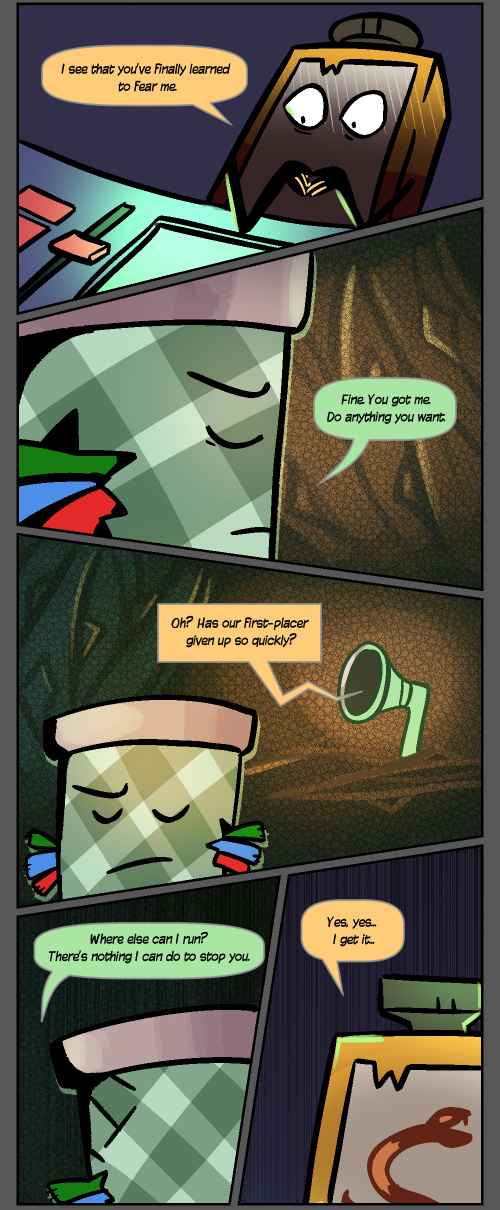 I see that you've finally learned
to fear me.
Fine. You got me.
Do anything you want.
Oh? Has our first-placer
given up so quickly?
Where else can I run?
There's nothing I can do to stop you.
Yes, yes...
I get it...